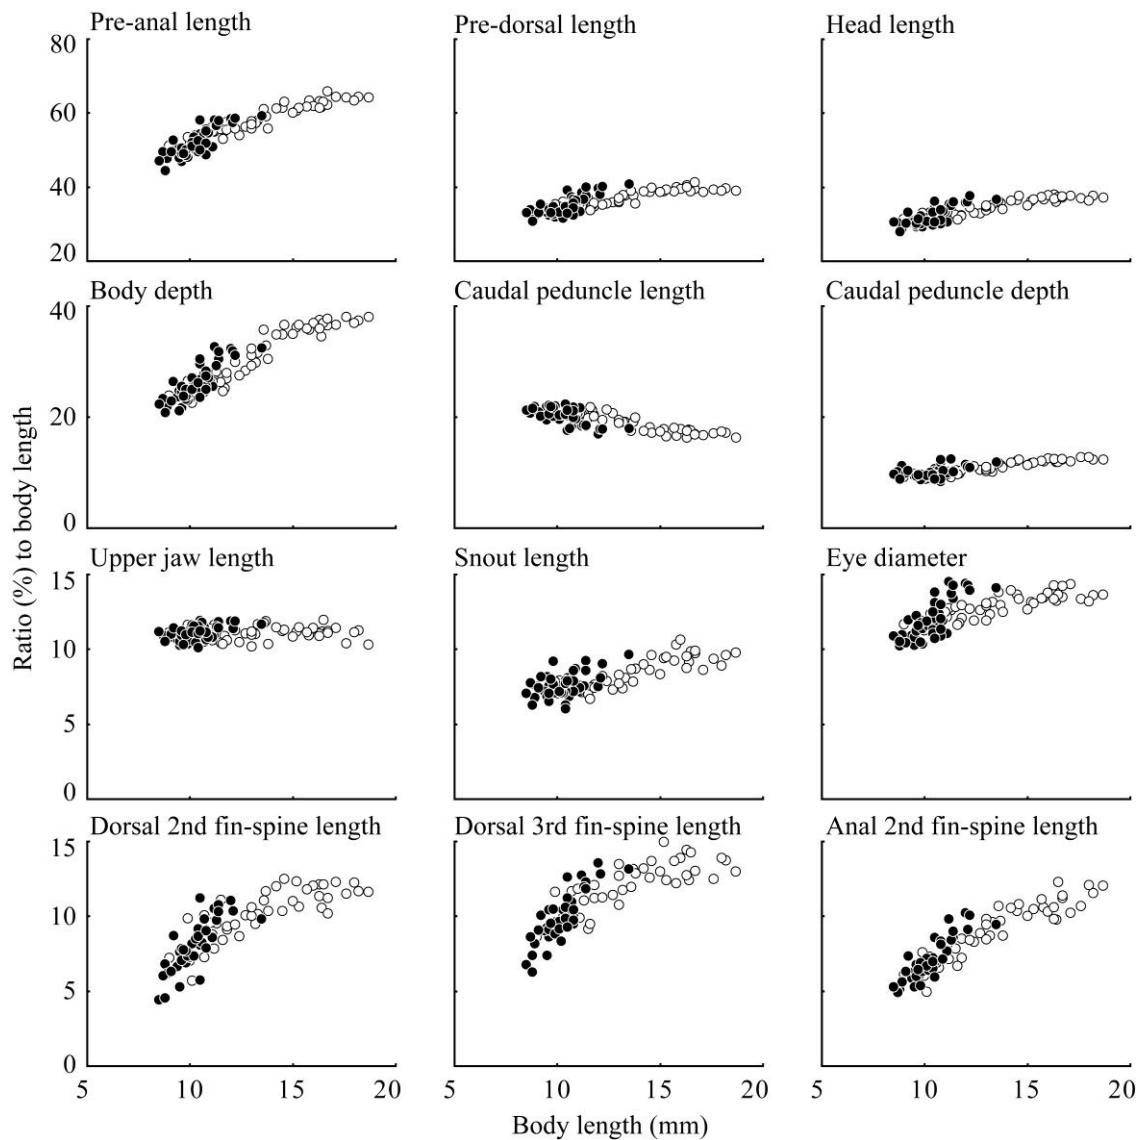 Pre-anal length Pre-dorsal length Head length
80
60
40
20
Body depth Caudal peduncle length Caudal peduncle depth
40
20
0
Upper jaw length Snout length Eye diameter
15
10
5
0
Dorsal 2nd fin-spine length Dorsal 3rd fin-spine length Anal 2nd fin-spine length
15
10
5
0
5 10 15 20 5 10 15 20 5 10 15 20
Body length (mm)
Ratio (%) to body length